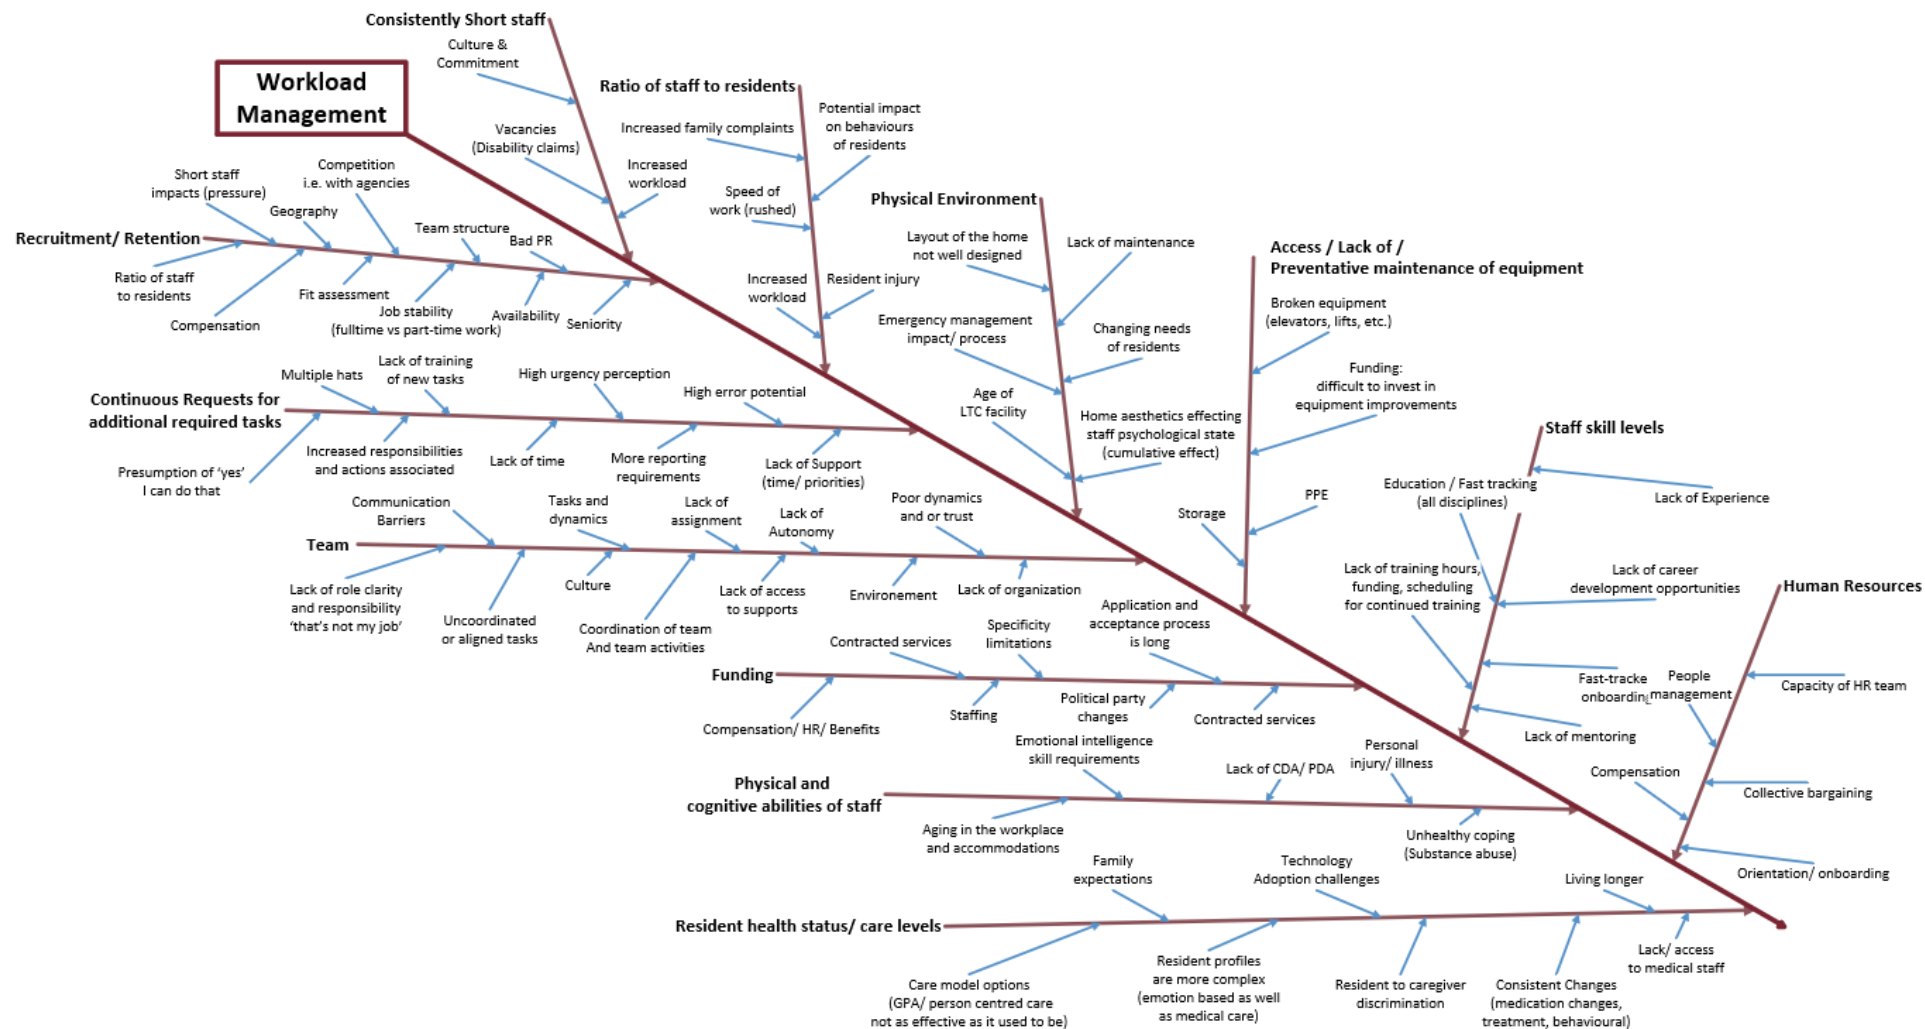 Consistently Short staff
Culture &
Commitment
Vacancies
(Disability claims)
Increased
workload
Workload
Management
Ratio of staff to residents
Increased family complaints
Potential impact
on behaviours
of residents
Speed of
work (rushed)
Increased
workload
Resident injury
Recruitment/ Retention
Short staff
impacts (pressure)
Geography
Competition
i.e. with agencies
Team structure
Bad PR
Ratio of staff
to residents
Compensation
Fit assessment
Job stability
(fulltime vs part-time work)
Availability
Seniority
Physical Environment
Layout of the home
not well designed
Lack of maintenance
Emergency management
impact/ process
Changing needs
of residents
Age of
LTC facility
Home aesthetics effecting
staff psychological state
(cumulative effect)
Access / Lack of /
Preventative maintenance of equipment
Broken equipment
(elevators, lifts, etc.)
Funding:
difficult to invest in
equipment improvements
Storage
PPE
Continuous Requests for
additional required tasks
Multiple hats
Lack of training
of new tasks
High urgency perception
High error potential
Presumption of ‘yes’
I can do that
Increased responsibilities
and actions associated
Lack of time
More reporting
requirements
Lack of Support
(time/ priorities)
Staff skill levels
Lack of Experience
Education / Fast tracking
(all disciplines)
Lack of training hours,
funding, scheduling
for continued training
Lack of career
development opportunities
Fast-tracke
onboarding
Lack of mentoring
Team
Communication
Barriers
Tasks and
dynamics
Lack of
assignment
Lack of
Autonomy
Poor dynamics
and or trust
Lack of role clarity
and responsibility
‘that’s not my job’
Uncoordinated
or aligned tasks
Culture
Coordination of team
And team activities
Lack of access
to supports
Environement
Lack of organization
Human Resources
People
management
Capacity of HR team
Compensation
Collective bargaining
Orientation/ onboarding
Funding
Contracted services
Specificity
limitations
Application and
acceptance process
is long
Compensation/ HR/ Benefits
Staffing
Political party
changes
Contracted services
Physical and
cognitive abilities of staff
Emotional intelligence
skill requirements
Lack of CDA/ PDA
Personal
injury/ illness
Aging in the workplace
and accommodations
Unhealthy coping
(Substance abuse)
Resident health status/ care levels
Family
expectations
Technology
Adoption challenges
Living longer
Care model options
(GPA/ person centred care
not as effective as it used to be)
Resident profiles
are more complex
(emotion based as well
as medical care)
Resident to caregiver
discrimination
Consistent Changes
(medication changes,
treatment, behavioural)
Lack/ access
to medical staff